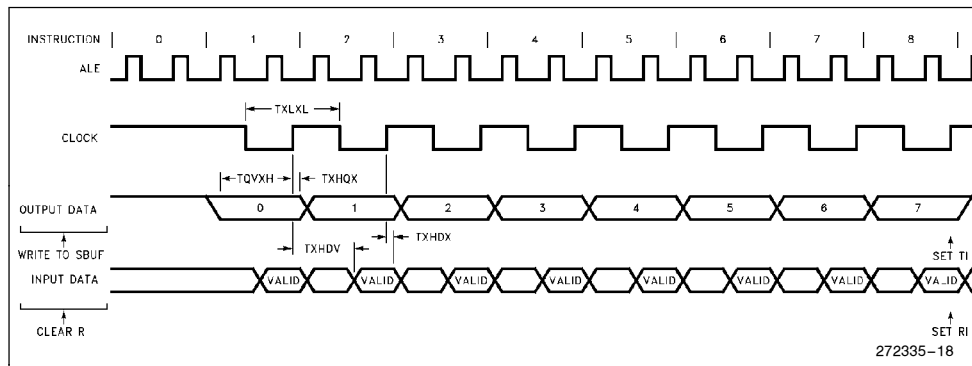 INSTRUCTION | 0 | 1 | 2 | 3 | 4 | 5 | 6 | 7 | 8 |
ALE
TXLXL
CLOCK
TQVXH TXHQX
OUTPUT DATA 0 1 2 3 4 5 6 7
WRITE TO SBUF TXHDV TXHDX SET TI
INPUT DATA VALID VALID VALID VALID VALID VALID VALID VALID
CLEAR R SET RI
272335–18